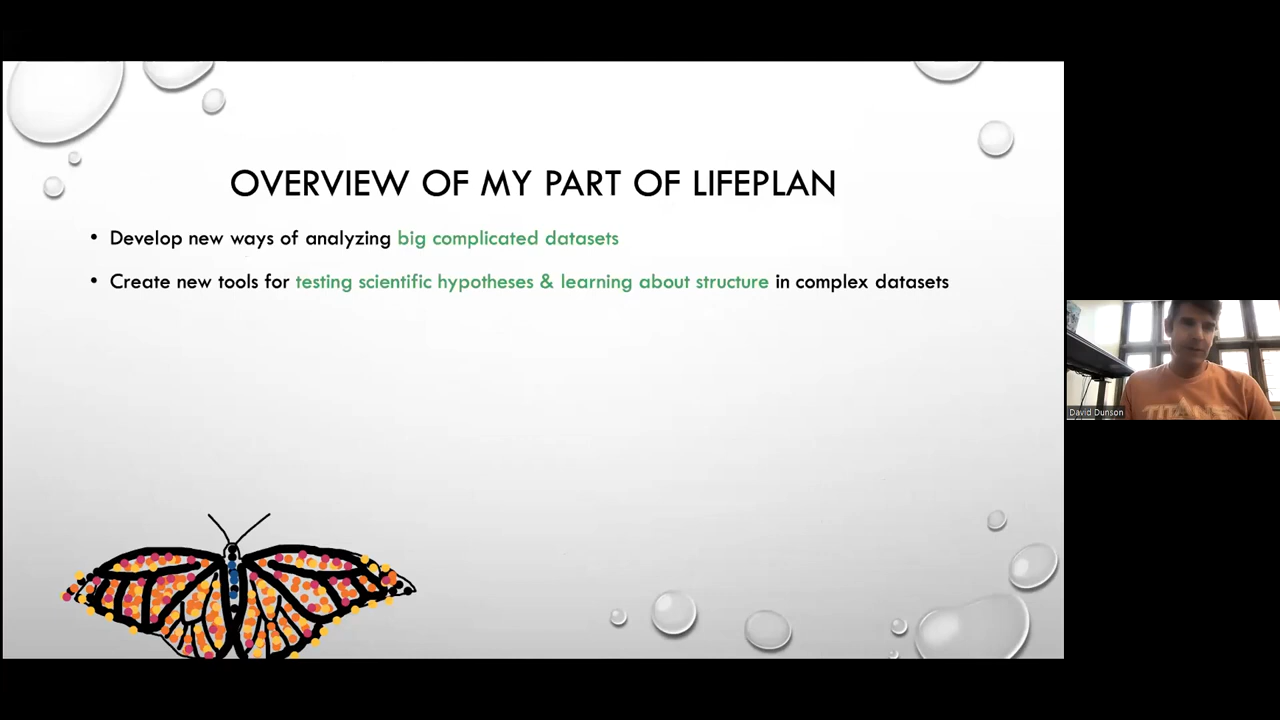 OVERVIEW OF MY PART OF LIFEPLAN
• Develop new ways of analyzing big complicated datasets
• Create new tools for testing scientific hypotheses & learning about structure in complex datasets
David Dunson